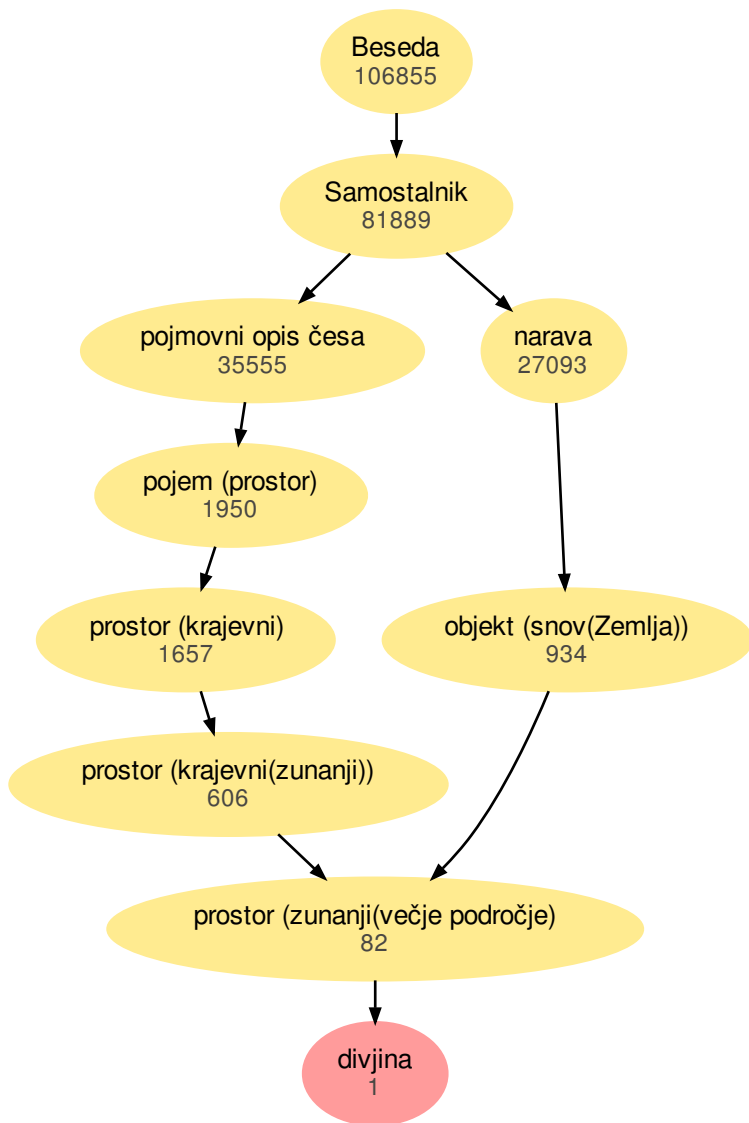 Beseda
106855
Samostalnik
81889
pojmovni opis česa
35555
narava
27093
pojem (prostor)
1950
prostor (krajevni)
1657
objekt (snov(Zemlja))
934
prostor (krajevni(zunanji))
606
prostor (zunanji(večje področje)
82
divjina
1